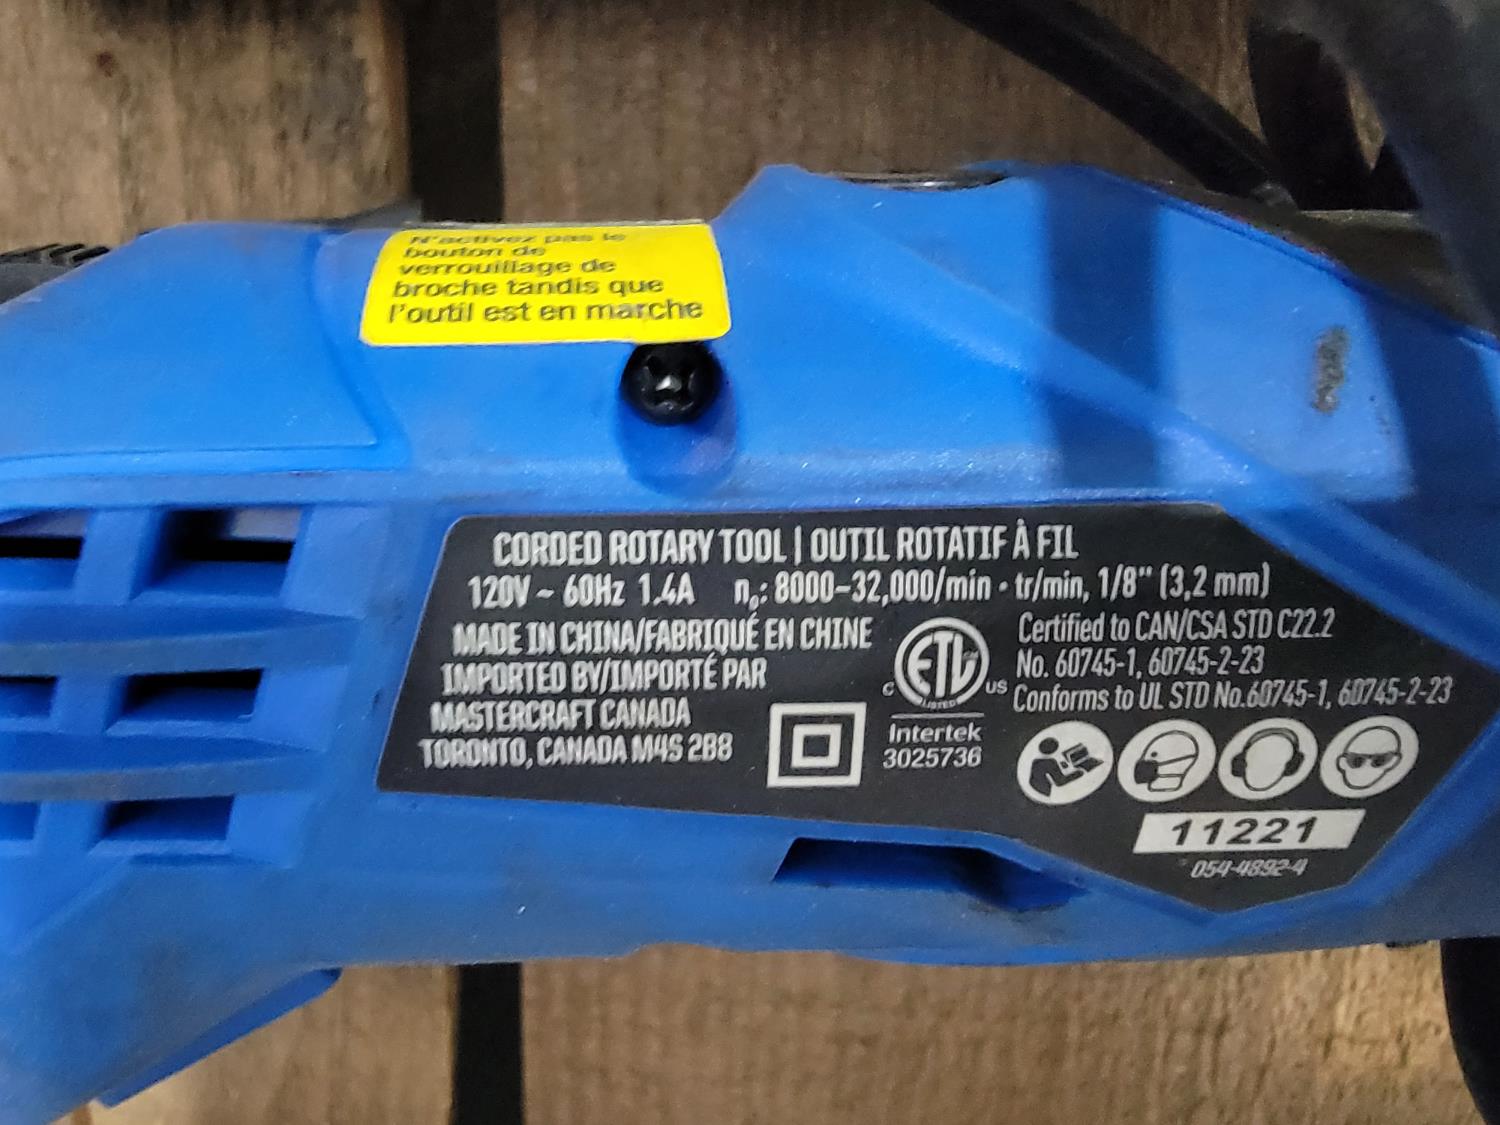 N'activez pas le
bouton de
verrouillage de
broche tandis que
l'outil est en marche
CORDED ROTARY TOOL | OUTIL ROTATIF À FIL
120V ~ 60Hz 1.4A n₀: 8000-32,000/min • tr/min, 1/8" (3,2 mm)
MADE IN CHINA/FABRIQUÉ EN CHINE
IMPORTED BY/IMPORTÉ PAR
MASTERCRAFT CANADA
TORONTO, CANADA M4S 2B8
C ETL US
LISTED
Intertek
3025736
Certified to CAN/CSA STD C22.2
No. 60745-1, 60745-2-23
Conforms to UL STD No.60745-1, 60745-2-23
11221
054-4892-4